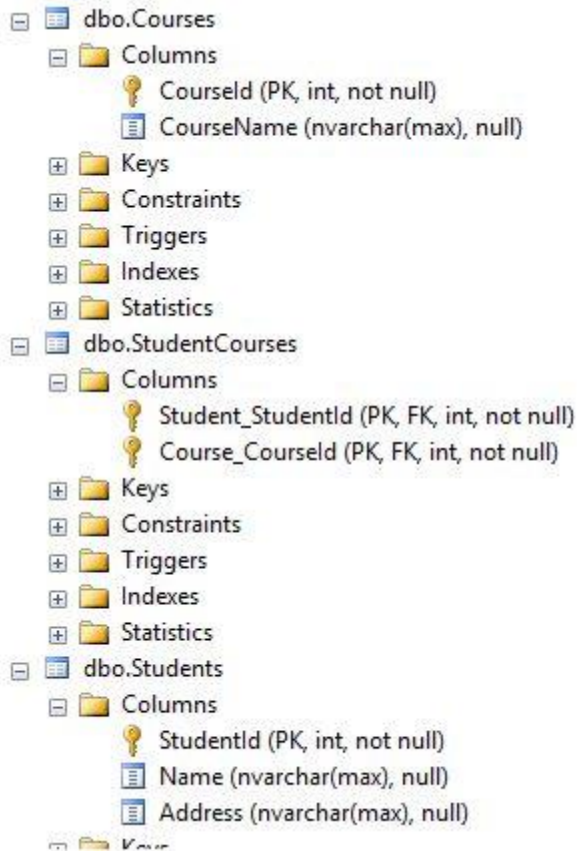 dbo.Courses
Columns
CourseId (PK, int, not null)
CourseName (nvarchar(max), null)
Keys
Constraints
Triggers
Indexes
Statistics
dbo.StudentCourses
Columns
Student_StudentId (PK, FK, int, not null)
Course_CourseId (PK, FK, int, not null)
Keys
Constraints
Triggers
Indexes
Statistics
dbo.Students
Columns
StudentId (PK, int, not null)
Name (nvarchar(max), null)
Address (nvarchar(max), null)
Keys